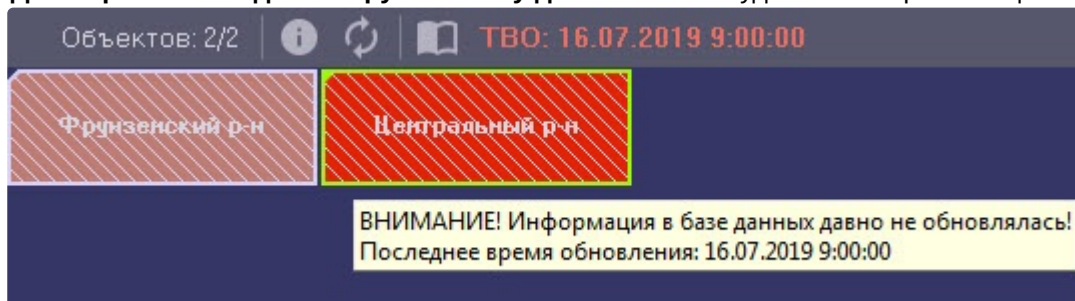 Объектов: 2/2 ТВО: 16.07.2019 9:00:00
Фрунзенский р-н Центральный р-н
ВНИМАНИЕ! Информация в базе данных давно не обновлялась!
Последнее время обновления: 16.07.2019 9:00:00